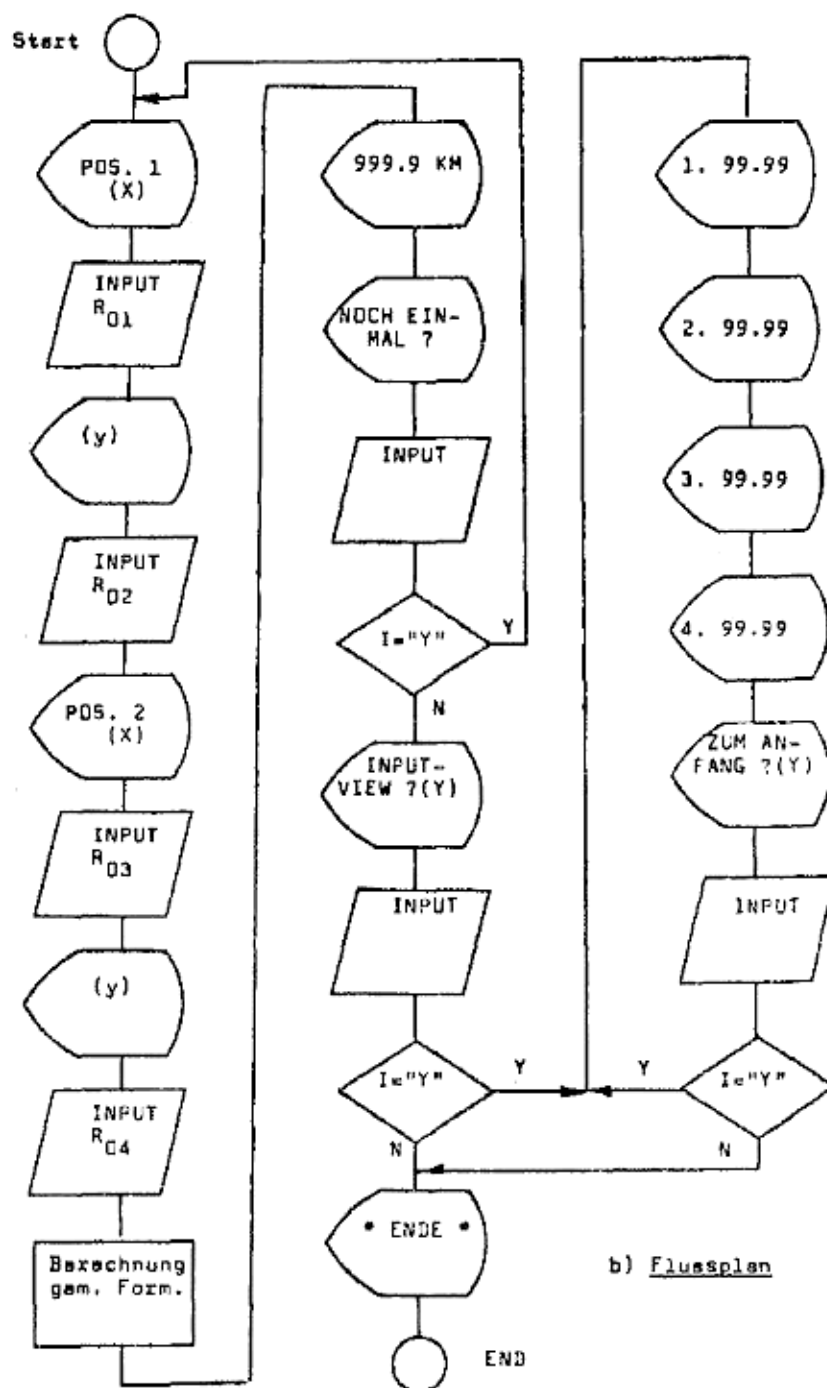 Start
POS. 1
(X)
INPUT
R01
(y)
INPUT
R02
POS. 2
(X)
INPUT
R03
(y)
INPUT
R04
Berechnung
gem. Form.
999.9 KM
NOCH EIN-
MAL ?
INPUT
I="Y"
Y
N
INPUT-
VIEW ?(Y)
INPUT
I="Y"
Y
N
* ENDE *
END
1. 99.99
2. 99.99
3. 99.99
4. 99.99
ZUM AN-
FANG ?(Y)
INPUT
I="Y"
Y
N
b) Flussplan